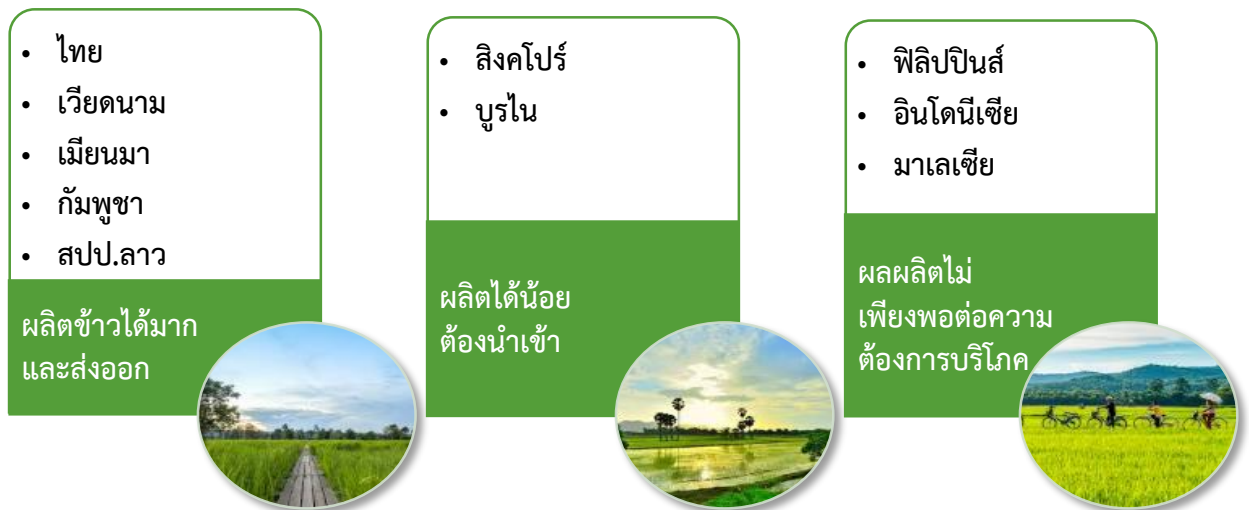 • ไทย
• เวียดนาม
• เมียนมา
• กัมพูชา
• สปป.ลาว
ผลิตข้าวได้มาก
และส่งออก
• สิงคโปร์
• บูรไน
ผลิตได้น้อย
ต้องนำเข้า
• ฟิลิปปินส์
• อินโดนีเซีย
• มาเลเซีย
ผลผลิตไม่
เพียงพอต่อความ
ต้องการบริโภค